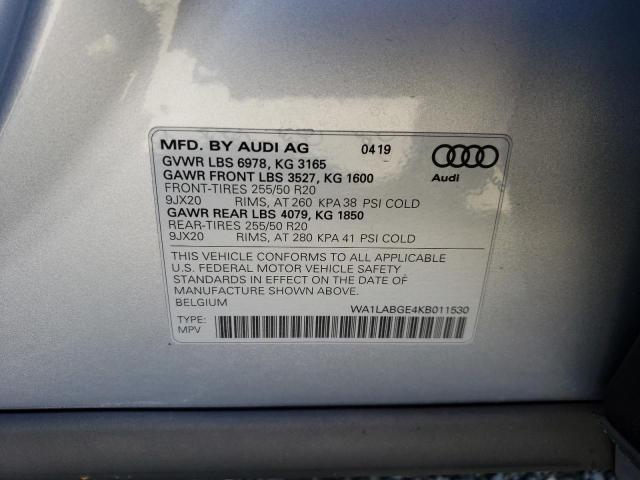 MFD. BY AUDI AG 0419
GVWR LBS 6978, KG 3165
GAWR FRONT LBS 3527, KG 1600
FRONT-TIRES 255/50 R20
9JX20 RIMS, AT 260 KPA 38 PSI COLD
GAWR REAR LBS 4079, KG 1850
REAR-TIRES 255/50 R20
9JX20 RIMS, AT 280 KPA 41 PSI COLD
Audi
THIS VEHICLE CONFORMS TO ALL APPLICABLE
U.S. FEDERAL MOTOR VEHICLE SAFETY
STANDARDS IN EFFECT ON THE DATE OF
MANUFACTURE SHOWN ABOVE.
BELGIUM WA1LABGE4KB011530
TYPE:
MPV